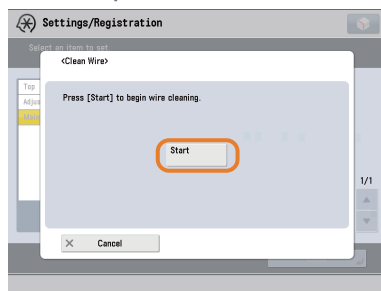 Settings/Registration
Select an item to set.
<Clean Wire>
Top
Press [Start] to begin wire cleaning.
Start
1/1
Cancel